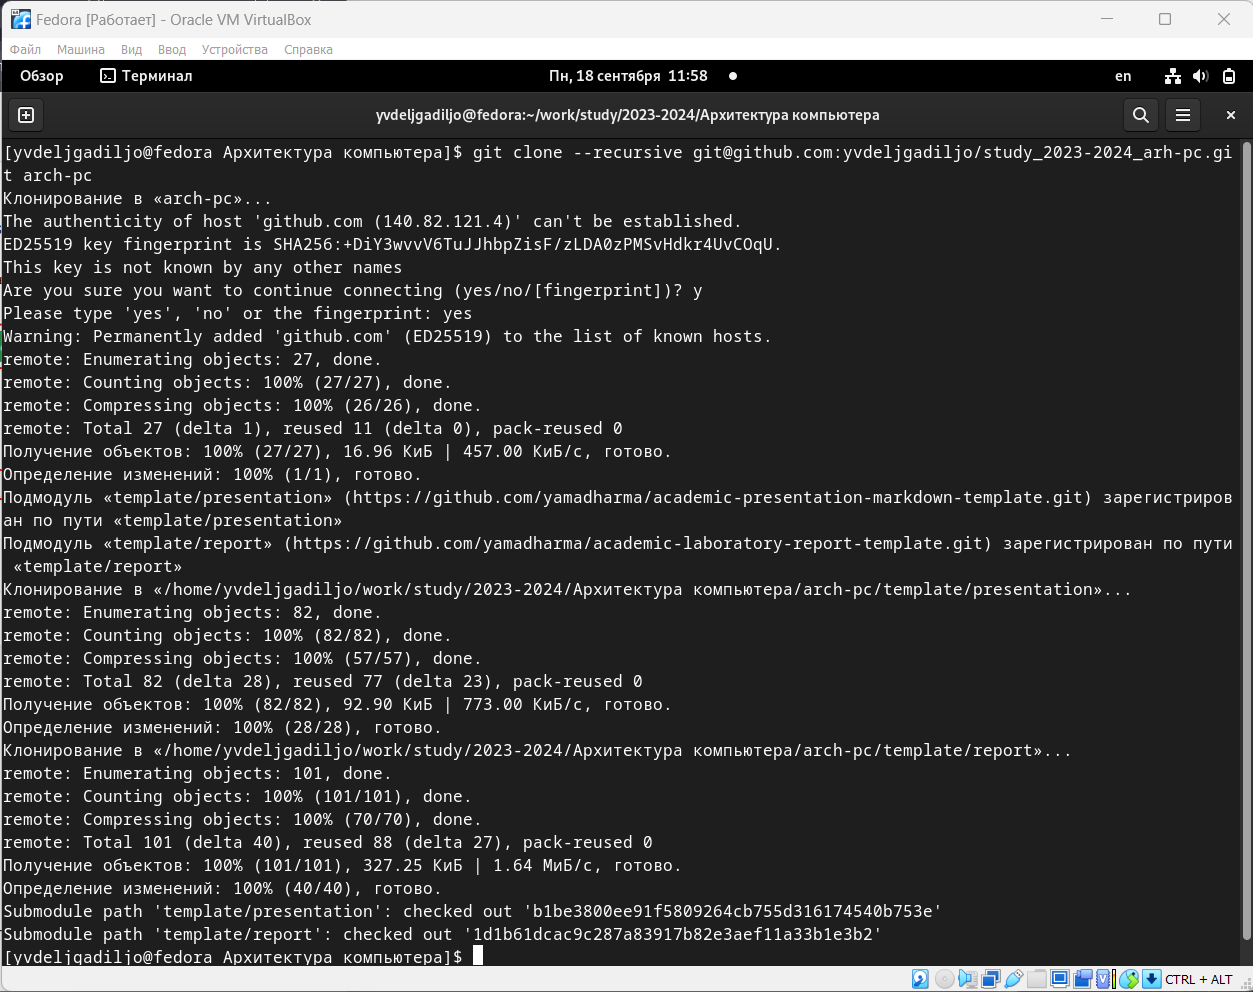 Fedora [Работает] - Oracle VM VirtualBox
Файл Машина Вид Ввод Устройства Справка
Обзор Терминал Пн, 18 сентября 11:58 en
yvdeljgadiljo@fedora:~/work/study/2023-2024/Архитектура компьютера
[yvdeljgadiljo@fedora Архитектура компьютера]$ git clone --recursive git@github.com:yvdeljgadiljo/study_2023-2024_arh-pc.gi
t arch-pc
Клонирование в «arch-pc»...
The authenticity of host 'github.com (140.82.121.4)' can't be established.
ED25519 key fingerprint is SHA256:+DiY3wvvV6TuJJhbpZisF/zLDA0zPMSvHdkr4UvCOqU.
This key is not known by any other names
Are you sure you want to continue connecting (yes/no/[fingerprint])? y
Please type 'yes', 'no' or the fingerprint: yes
Warning: Permanently added 'github.com' (ED25519) to the list of known hosts.
remote: Enumerating objects: 27, done.
remote: Counting objects: 100% (27/27), done.
remote: Compressing objects: 100% (26/26), done.
remote: Total 27 (delta 1), reused 11 (delta 0), pack-reused 0
Получение объектов: 100% (27/27), 16.96 КиБ | 457.00 КиБ/с, готово.
Определение изменений: 100% (1/1), готово.
Подмодуль «template/presentation» (https://github.com/yamadharma/academic-presentation-markdown-template.git) зарегистриров
ан по пути «template/presentation»
Подмодуль «template/report» (https://github.com/yamadharma/academic-laboratory-report-template.git) зарегистрирован по пути
«template/report»
Клонирование в «/home/yvdeljgadiljo/work/study/2023-2024/Архитектура компьютера/arch-pc/template/presentation»...
remote: Enumerating objects: 82, done.
remote: Counting objects: 100% (82/82), done.
remote: Compressing objects: 100% (57/57), done.
remote: Total 82 (delta 28), reused 77 (delta 23), pack-reused 0
Получение объектов: 100% (82/82), 92.90 КиБ | 773.00 КиБ/с, готово.
Определение изменений: 100% (28/28), готово.
Клонирование в «/home/yvdeljgadiljo/work/study/2023-2024/Архитектура компьютера/arch-pc/template/report»...
remote: Enumerating objects: 101, done.
remote: Counting objects: 100% (101/101), done.
remote: Compressing objects: 100% (70/70), done.
remote: Total 101 (delta 40), reused 88 (delta 27), pack-reused 0
Получение объектов: 100% (101/101), 327.25 КиБ | 1.64 МиБ/с, готово.
Определение изменений: 100% (40/40), готово.
Submodule path 'template/presentation': checked out 'b1be3800ee91f5809264cb755d316174540b753e'
Submodule path 'template/report': checked out '1d1b61dcac9c287a83917b82e3aef11a33b1e3b2'
[yvdeljgadiljo@fedora Архитектура компьютера]$
CTRL + ALT